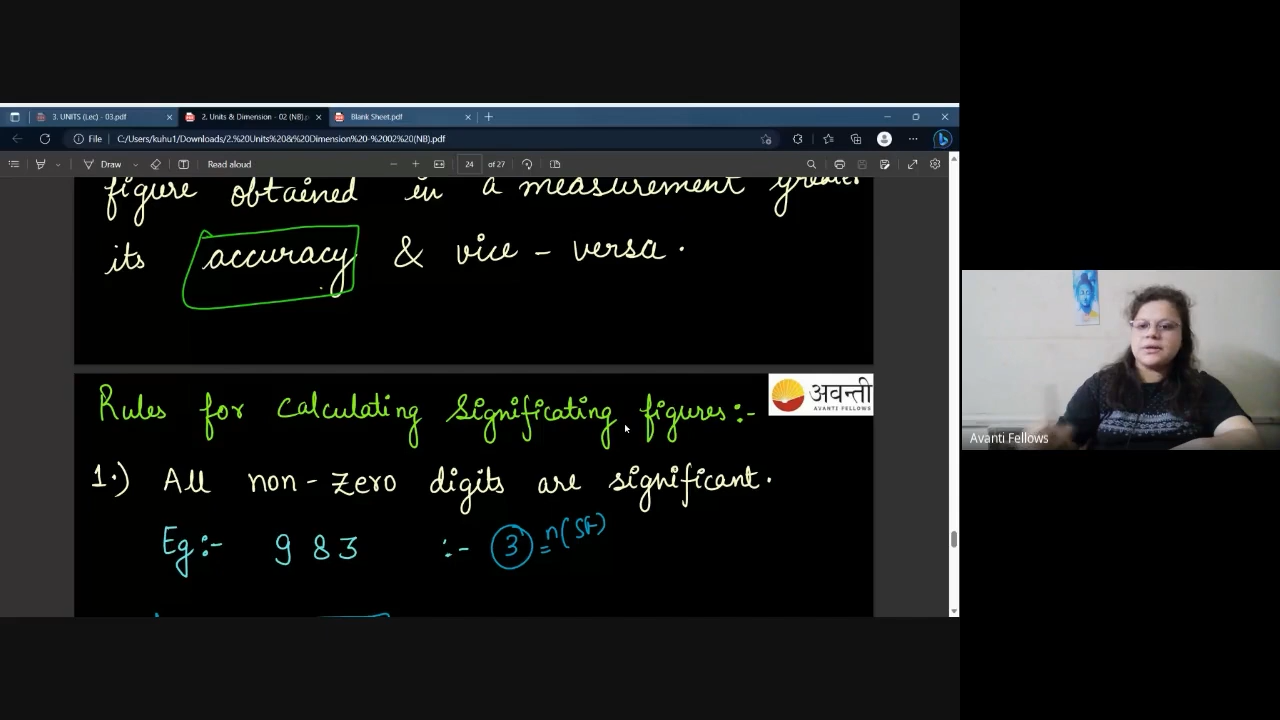 3. UNITS (Lec) - 03.pdf
2. Units & Dimension - 02 (NB).p
Blank Sheet.pdf
File
C:/Users/kuhu1/Downloads/2.%20Units%20&%20Dimension%20-%2002%20(NB).pdf
Draw
Read aloud
24 of 27
figure obtained in a measurement greater
its accuracy & vice - versa.
Rules for calculating significating figures:-
अवन्ती
AVANTI FELLOWS
1.) All non-zero digits are significant.
Eg:- 983 :- 3 = n(SF)
Avanti Fellows